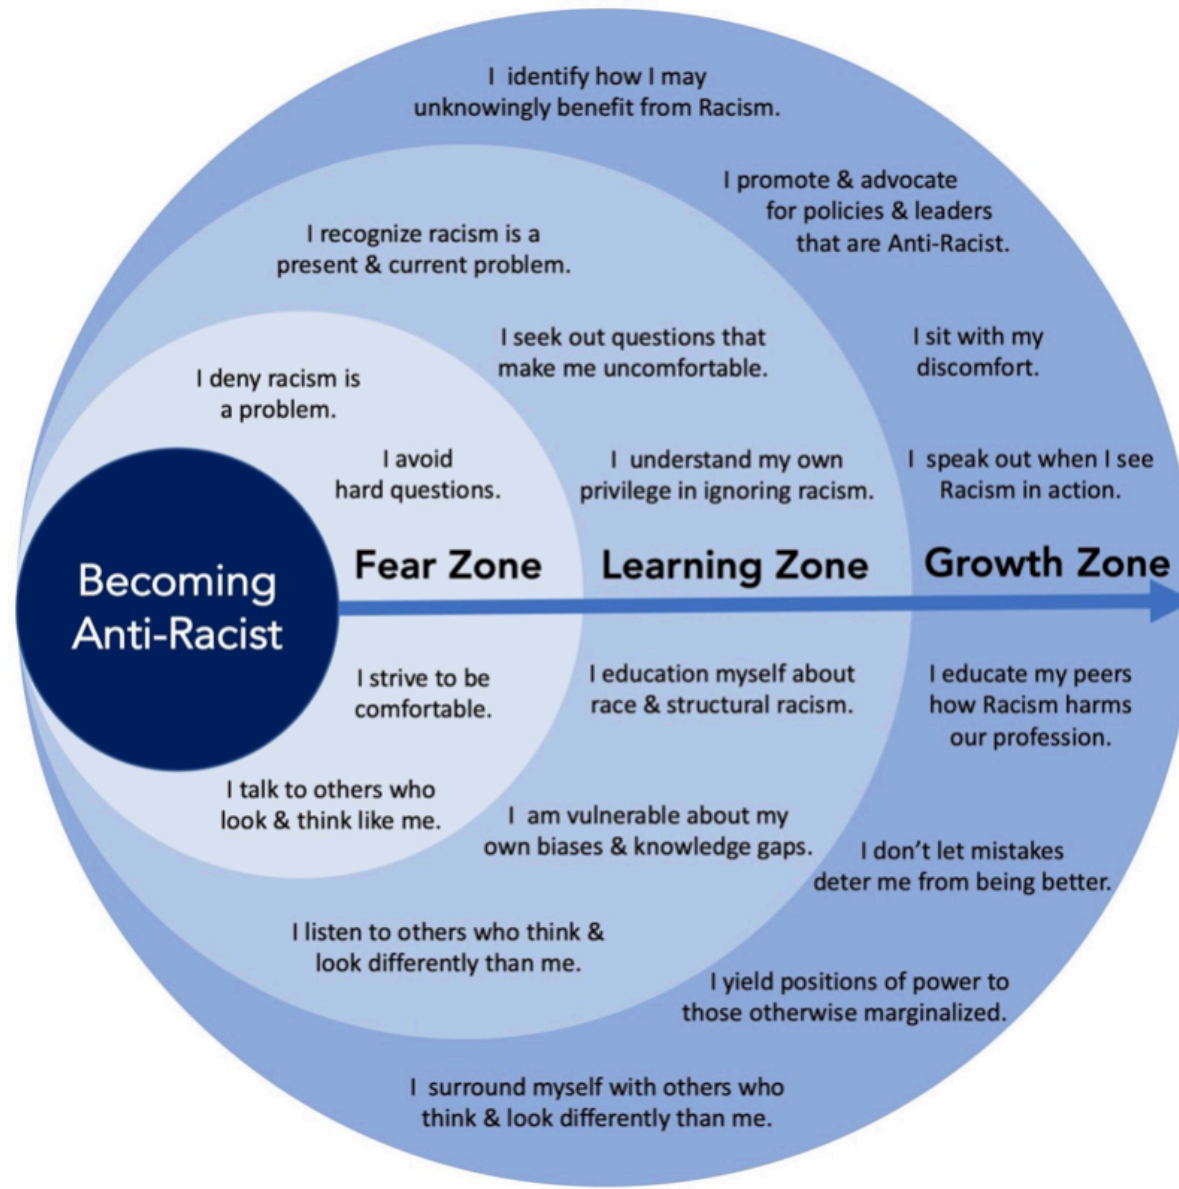 I identify how I may
unknowingly benefit from Racism.
I promote & advocate
for policies & leaders
that are Anti-Racist.
I recognize racism is a
present & current problem.
I seek out questions that
make me uncomfortable.
I sit with my
discomfort.
I deny racism is
a problem.
I avoid
hard questions.
I understand my own
privilege in ignoring racism.
I speak out when I see
Racism in action.
Becoming
Anti-Racist
Fear Zone
Learning Zone
Growth Zone
I strive to be
comfortable.
I education myself about
race & structural racism.
I educate my peers
how Racism harms
our profession.
I talk to others who
look & think like me.
I am vulnerable about my
own biases & knowledge gaps.
I don’t let mistakes
deter me from being better.
I listen to others who think &
look differently than me.
I yield positions of power to
those otherwise marginalized.
I surround myself with others who
think & look differently than me.